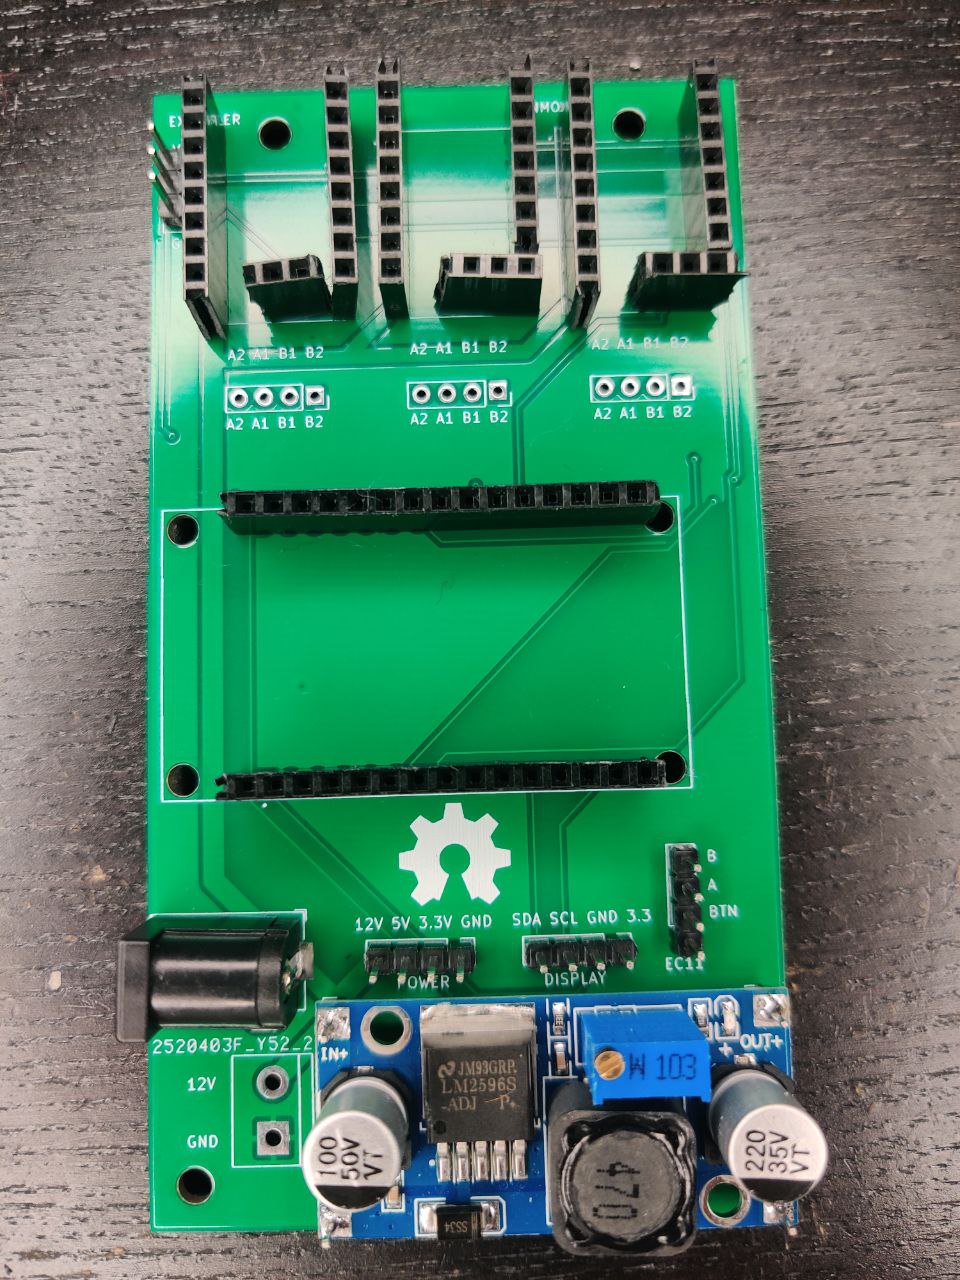 A2 A1 B1 B2
A2 A1 B1 B2
A2 A1 B1 B2
A2 A1 B1 B2
A2 A1 B1 B2
A2 A1 B1 B2
B
A
BTN
EC11
12V 5V 3.3V GND
POWER
SDA SCL GND 3.3
DISPLAY
2520403F_Y52_2
12V
GND
IN+
JM93GRP
LM2596S
-ADJ P+
W 103
+ OUT+
100
50V
VT
220
35V
VT
470
SS34